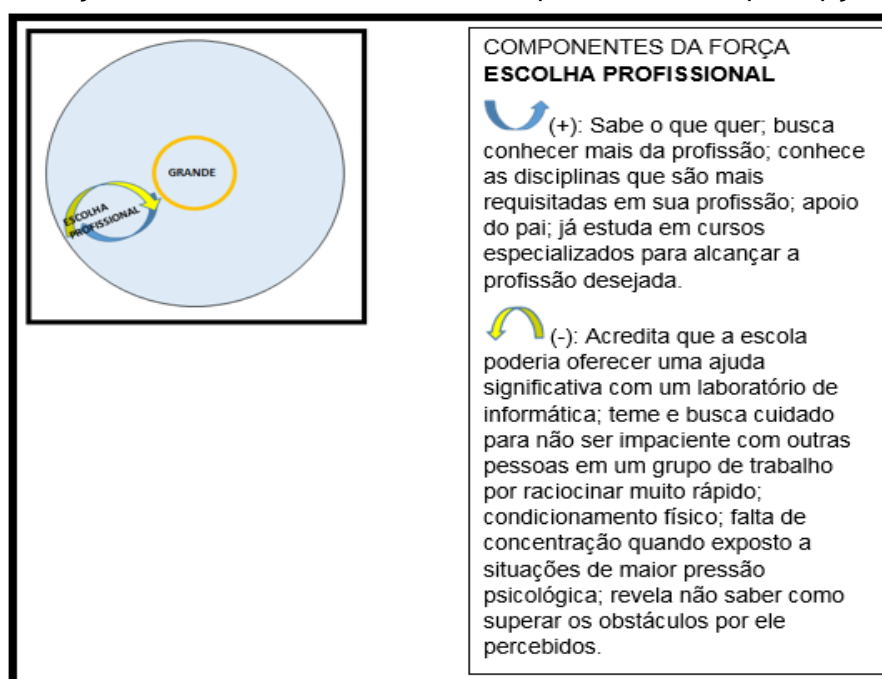 GRANDE
ESCOLHA
PROFISSIONAL
COMPONENTES DA FORÇA
ESCOLHA PROFISSIONAL
(+): Sabe o que quer; busca
conhecer mais da profissão; conhece
as disciplinas que são mais
requisitadas em sua profissão; apoio
do pai; já estuda em cursos
especializados para alcançar a
profissão desejada.
(-): Acredita que a escola
poderia oferecer uma ajuda
significativa com um laboratório de
informática; teme e busca cuidado
para não ser impaciente com outras
pessoas em um grupo de trabalho
por raciocinar muito rápido;
condicionamento físico; falta de
concentração quando exposto a
situações de maior pressão
psicológica; revela não saber como
superar os obstáculos por ele
percebidos.